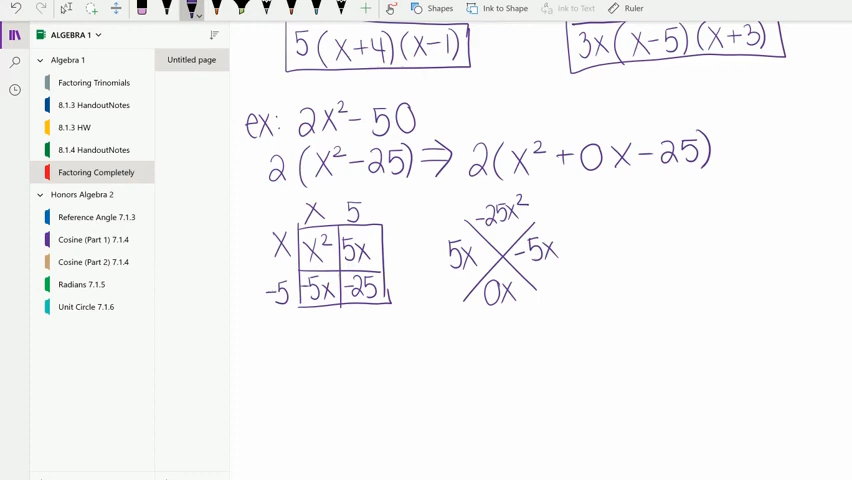 Shapes Ink to Shape Ink to Text Ruler
ALGEBRA 1
Algebra 1
Factoring Trinomials
8.1.3 HandoutNotes
8.1.3 HW
8.1.4 HandoutNotes
Factoring Completely
Honors Algebra 2
Reference Angle 7.1.3
Cosine (Part 1) 7.1.4
Cosine (Part 2) 7.1.4
Radians 7.1.5
Unit Circle 7.1.6
Untitled page
5(x+4)(x-1) 3x(x-5)(x+3)
ex: 2x²-50
2(x²-25) ⇒ 2(x²+0x-25)
x 5
x x² 5x
-5 -5x -25
-25x²
5x -5x
0x